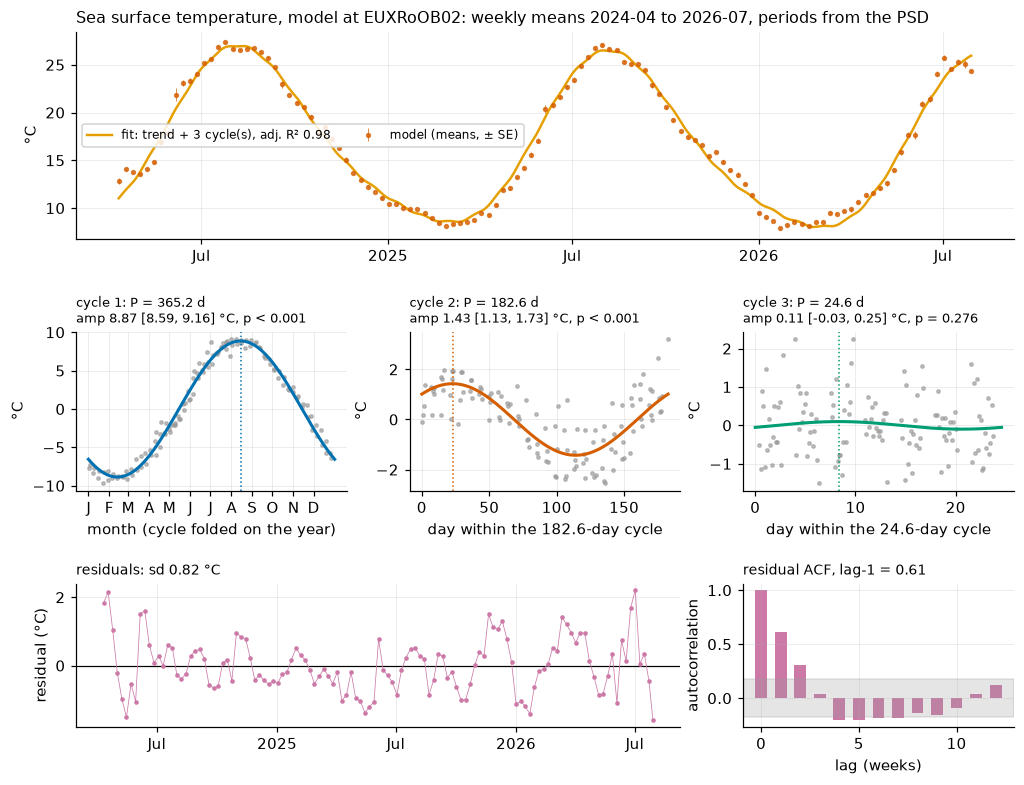 Sea surface temperature, model at EUXRoOB02: weekly means 2024-04 to 2026-07, periods from the PSD
25
20
15
10
°C
fit: trend + 3 cycle(s), adj. R² 0.98
model (means, ± SE)
Jul
2025
Jul
2026
Jul
cycle 1: P = 365.2 d
amp 8.87 [8.59, 9.16] °C, p < 0.001
10
5
0
−5
−10
°C
J F M A M J J A S O N D
month (cycle folded on the year)
cycle 2: P = 182.6 d
amp 1.43 [1.13, 1.73] °C, p < 0.001
2
0
−2
°C
0 50 100 150
day within the 182.6-day cycle
cycle 3: P = 24.6 d
amp 0.11 [-0.03, 0.25] °C, p = 0.276
2
1
0
−1
°C
0 10 20
day within the 24.6-day cycle
residuals: sd 0.82 °C
2
0
residual (°C)
Jul
2025
Jul
2026
Jul
residual ACF, lag-1 = 0.61
1.0
0.5
0.0
autocorrelation
0 5 10
lag (weeks)